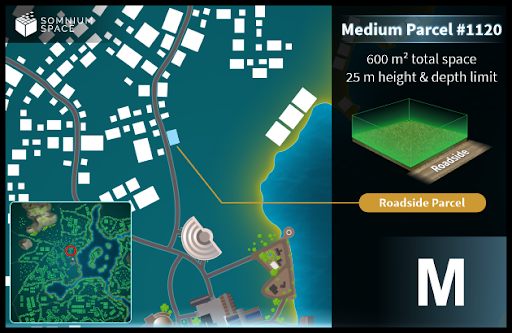 SOMNIUM
SPACE
Medium Parcel #1120
600 m² total space
25 m height & depth limit
Roadside
Roadside Parcel
M